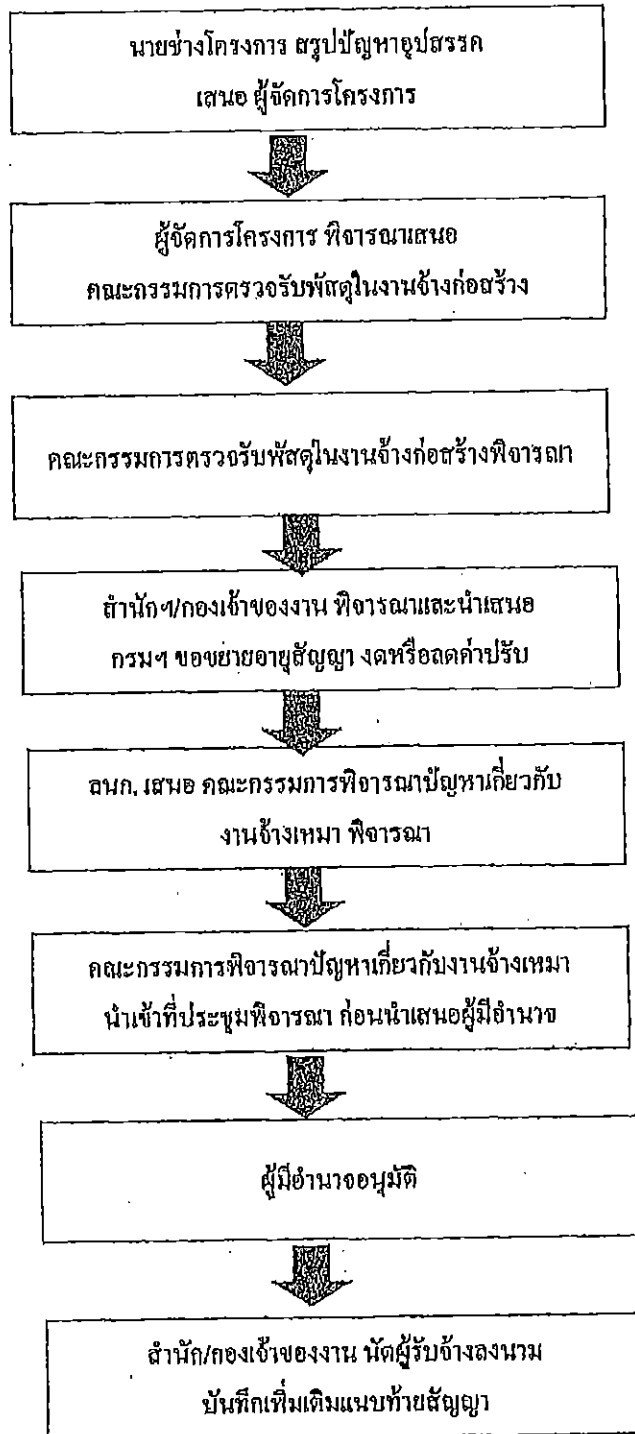 นายช่างโครงการ สรุปปัญหาอุปสรรค
เสนอ ผู้จัดการโครงการ
ผู้จัดการโครงการ พิจารณาเสนอ
คณะกรรมการตรวจรับพัสดุในงานจ้างก่อสร้าง
คณะกรรมการตรวจรับพัสดุในงานจ้างก่อสร้างพิจารณา
สำนักฯ/กองเจ้าของงาน พิจารณาและนำเสนอ
กรมฯ ขอขยายอายุสัญญา งดหรือลดค่าปรับ
ลนก. เสนอ คณะกรรมการพิจารณาปัญหาเกี่ยวกับ
งานจ้างเหมา พิจารณา
คณะกรรมการพิจารณาปัญหาเกี่ยวกับงานจ้างเหมา
นำเข้าที่ประชุมพิจารณา ก่อนนำเสนอผู้มีอำนาจ
ผู้มีอำนาจอนุมัติ
สำนัก/กองเจ้าของงาน นัดผู้รับจ้างลงนาม
บันทึกเพิ่มเติมแนบท้ายสัญญา